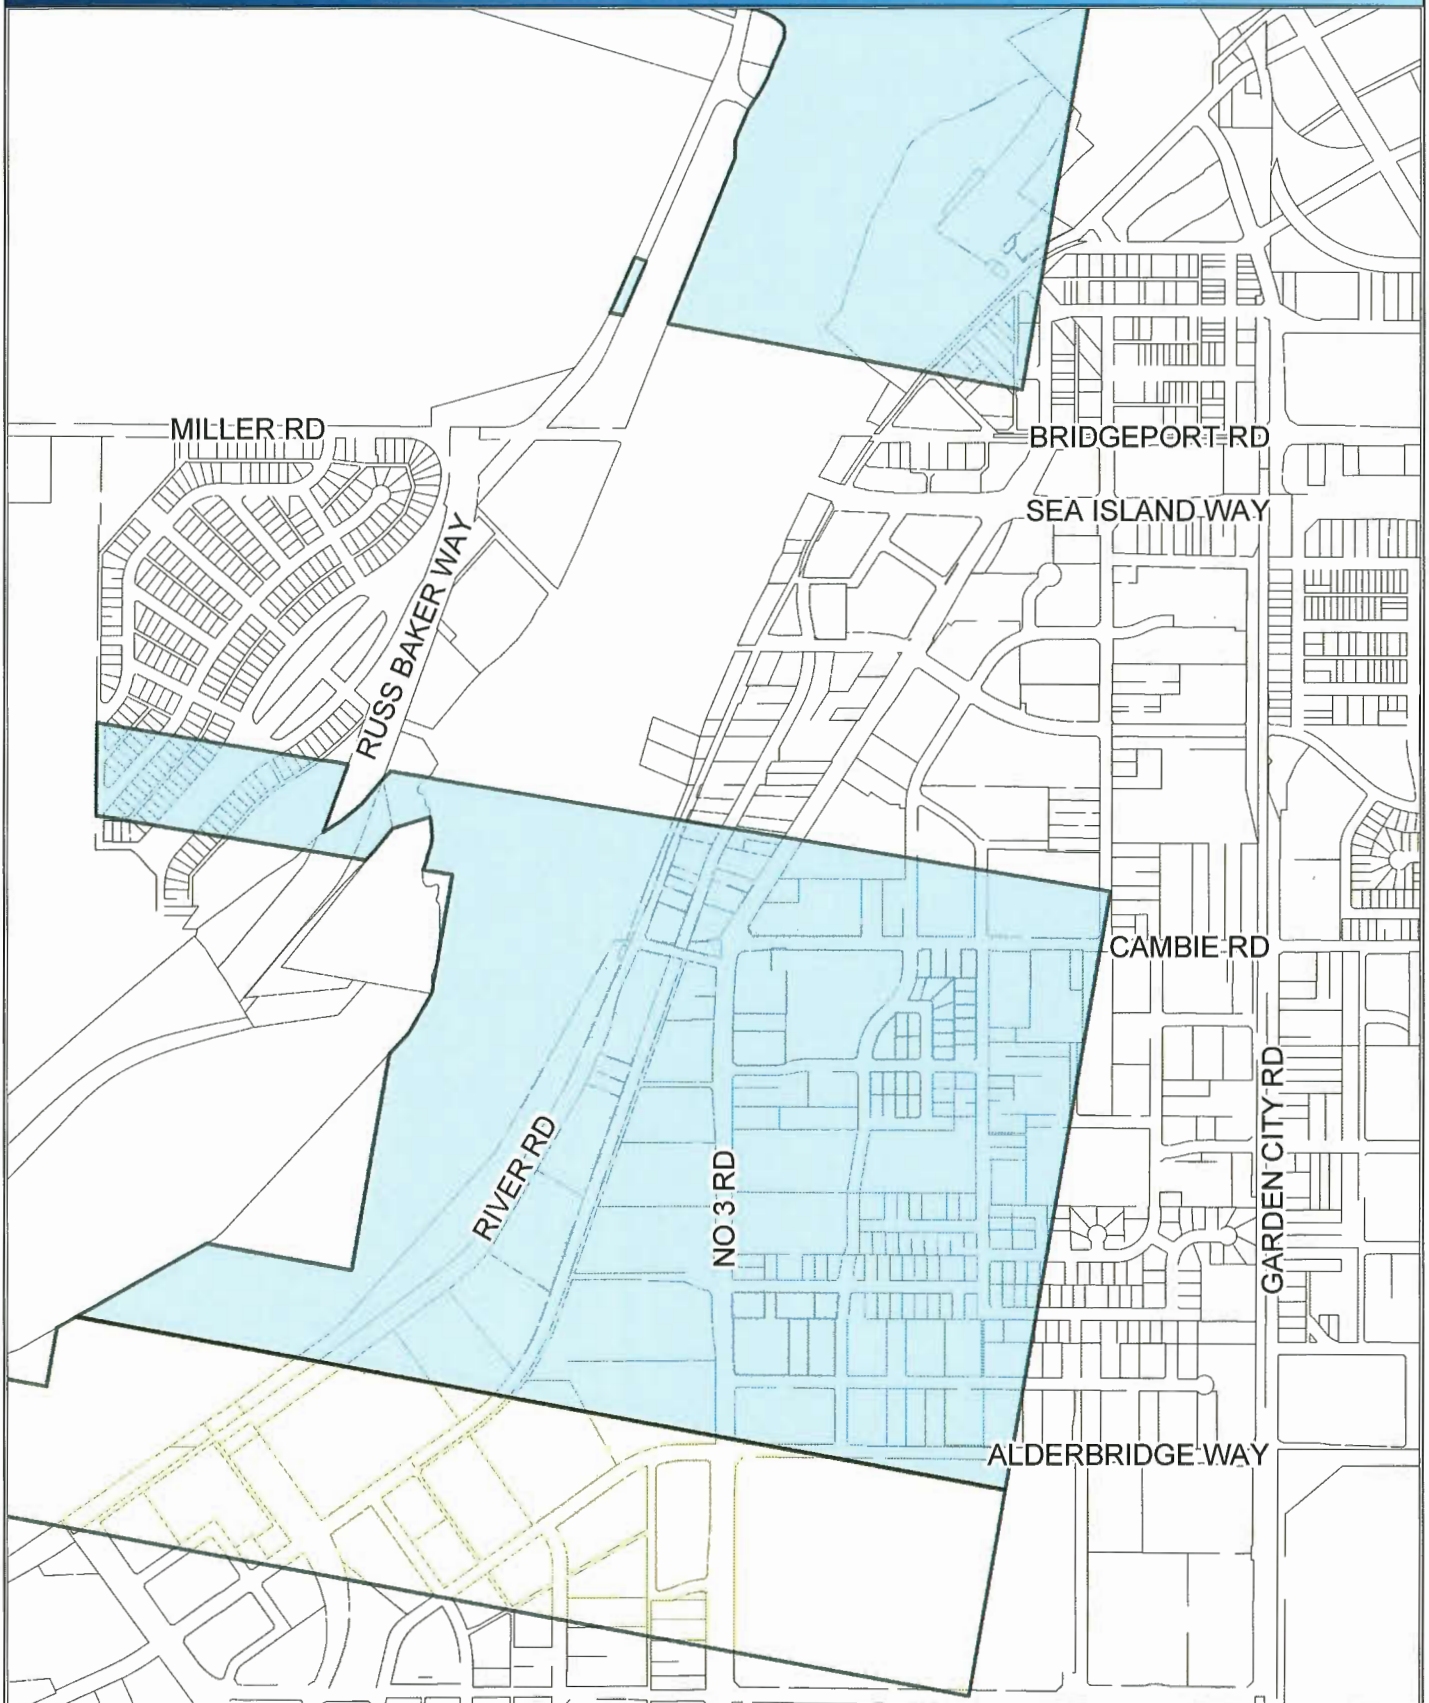 MILLER RD
BRIDGEPORT RD
SEA ISLAND WAY
RUSS BAKER WAY
CAMBIE RD
RIVER RD
NO 3 RD
GARDEN CITY RD
ALDERBRIDGE WAY